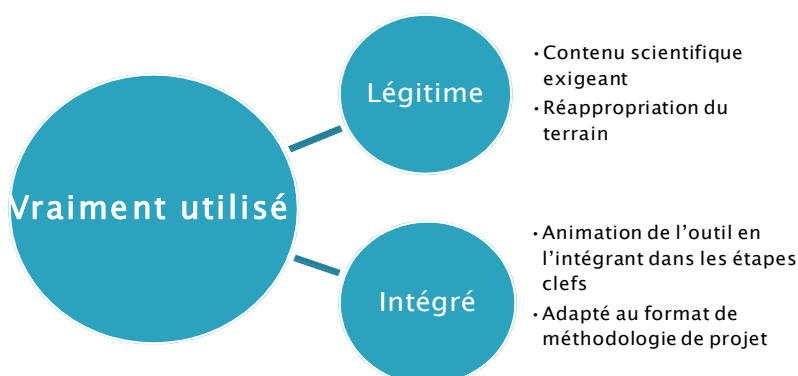 Vraiment utilisé
Légitime
• Contenu scientifique
exigeant
• Réappropriation du
terrain
Intégré
• Animation de l’outil en
l’intégrant dans les étapes
clefs
• Adapté au format de
méthodologie de projet